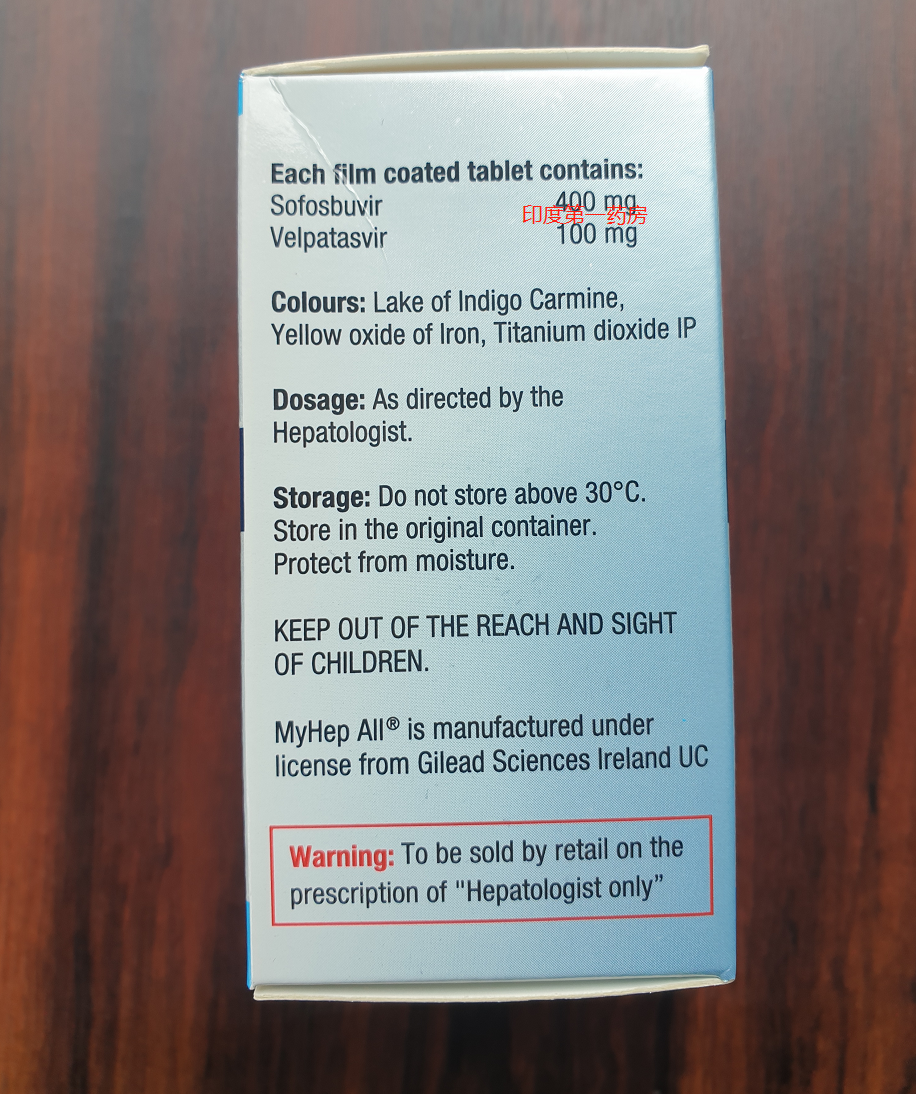 Each film coated tablet contains:
Sofosbuvir 400 mg
印度第一药房
Velpatasvir 100 mg
Colours: Lake of Indigo Carmine,
Yellow oxide of Iron, Titanium dioxide IP
Dosage: As directed by the
Hepatologist.
Storage: Do not store above 30°C.
Store in the original container.
Protect from moisture.
KEEP OUT OF THE REACH AND SIGHT
OF CHILDREN.
MyHep All® is manufactured under
license from Gilead Sciences Ireland UC
Warning: To be sold by retail on the
prescription of "Hepatologist only”